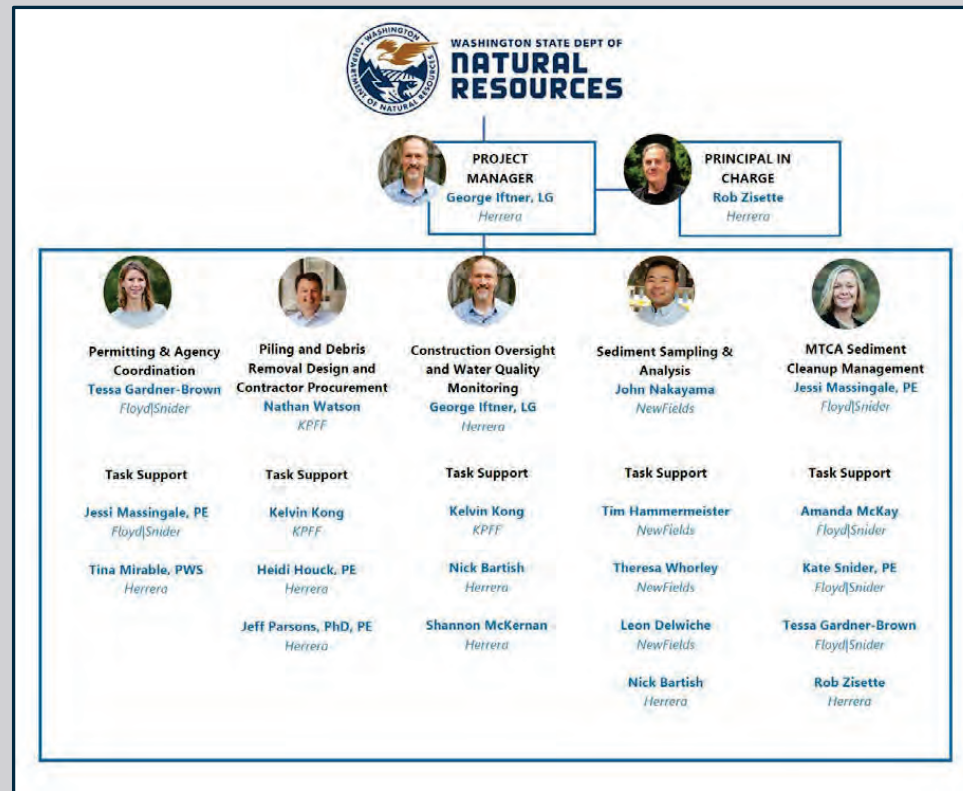 WASHINGTON
DEPARTMENT OF NATURAL RESOURCES
WASHINGTON STATE DEPT OF
NATURAL
RESOURCES
PROJECT
MANAGER
George Iftner, LG
Herrera
PRINCIPAL IN
CHARGE
Rob Zisette
Herrera
Permitting & Agency
Coordination
Tessa Gardner-Brown
Floyd|Snider
Task Support
Jessi Massingale, PE
Floyd|Snider
Tina Mirable, PWS
Herrera
Piling and Debris
Removal Design and
Contractor Procurement
Nathan Watson
KPFF
Task Support
Kelvin Kong
KPFF
Heidi Houck, PE
Herrera
Jeff Parsons, PhD, PE
Herrera
Construction Oversight
and Water Quality
Monitoring
George Iftner, LG
Herrera
Task Support
Kelvin Kong
KPFF
Nick Bartish
Herrera
Shannon McKernan
Herrera
Sediment Sampling &
Analysis
John Nakayama
NewFields
Task Support
Tim Hammermeister
NewFields
Theresa Whorley
NewFields
Leon Delwiche
NewFields
Nick Bartish
Herrera
MTCA Sediment
Cleanup Management
Jessi Massingale, PE
Floyd|Snider
Task Support
Amanda McKay
Floyd|Snider
Kate Snider, PE
Floyd|Snider
Tessa Gardner-Brown
Floyd|Snider
Rob Zisette
Herrera